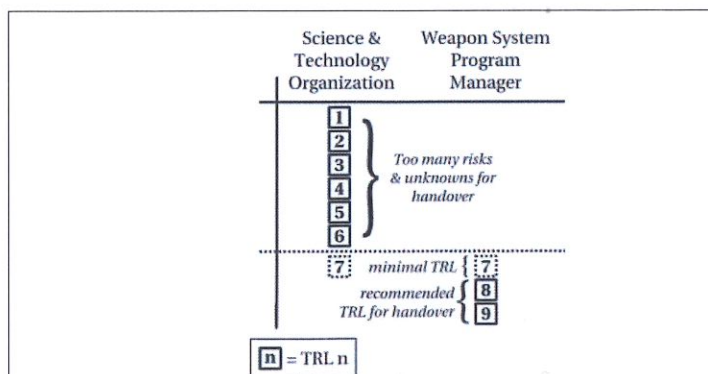 Science &
Technology
Organization
Weapon System
Program
Manager
1
2
3
4
5
6
Too many risks
& unknowns for
handover
7
minimal TRL { 7
recommended
TRL for handover
8
9
n = TRL n